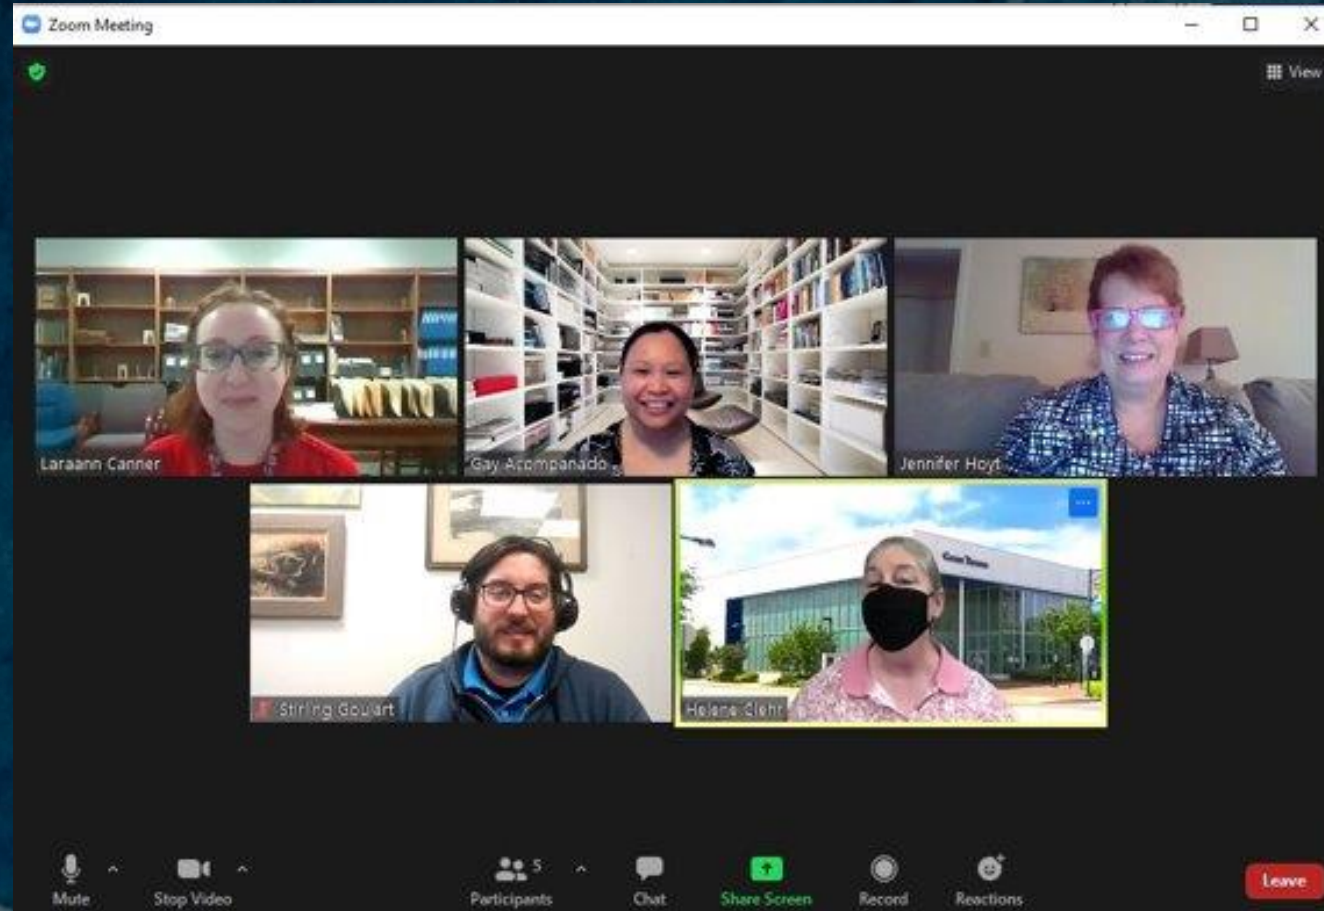 Zoom Meeting
View
Laraann Canner
Gay Acompanado
Jennifer Hoyt
Stirling Goulart
Helene Clehr
Mute
Stop Video
5
Participants
Chat
Share Screen
Record
Reactions
Leave